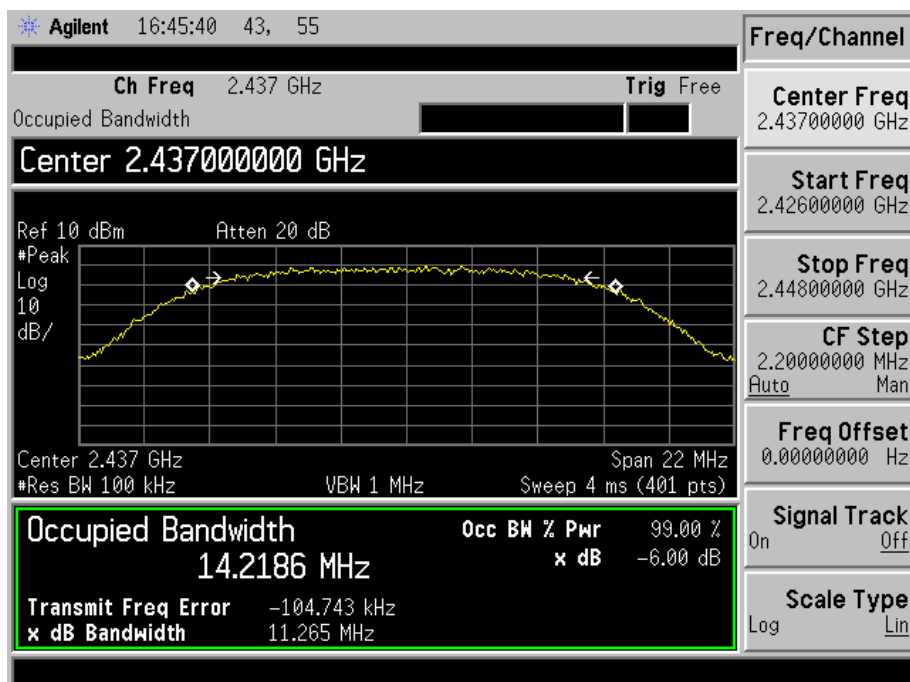 Agilent 16:45:40 43, 55
Freq/Channel
Ch Freq 2.437 GHz Trig Free
Occupied Bandwidth
Center 2.437000000 GHz
Ref 10 dBm Atten 20 dB
#Peak
Log
10
dB/
Center 2.437 GHz Span 22 MHz
#Res BW 100 kHz VBW 1 MHz Sweep 4 ms (401 pts)
Occupied Bandwidth Occ BW % Pwr 99.00 %
14.2186 MHz x dB -6.00 dB
Transmit Freq Error -104.743 kHz
x dB Bandwidth 11.265 MHz
Center Freq
2.43700000 GHz
Start Freq
2.42600000 GHz
Stop Freq
2.44800000 GHz
CF Step
2.20000000 MHz
Auto Man
Freq Offset
0.00000000 Hz
Signal Track
On Off
Scale Type
Log Lin